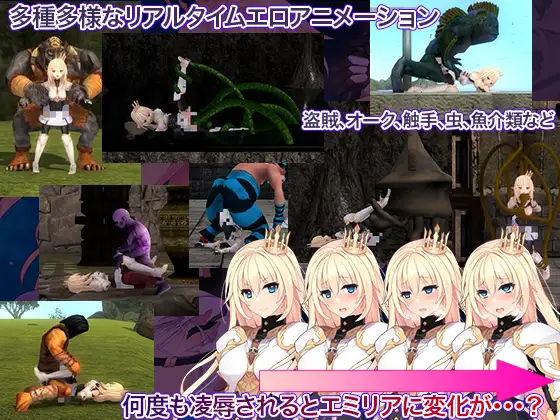 多種多様なリアルタイムエロアニメーション
盗賊、オーク、触手、虫、魚介類など
何度も凌辱されるとエミリアに変化が・・・？